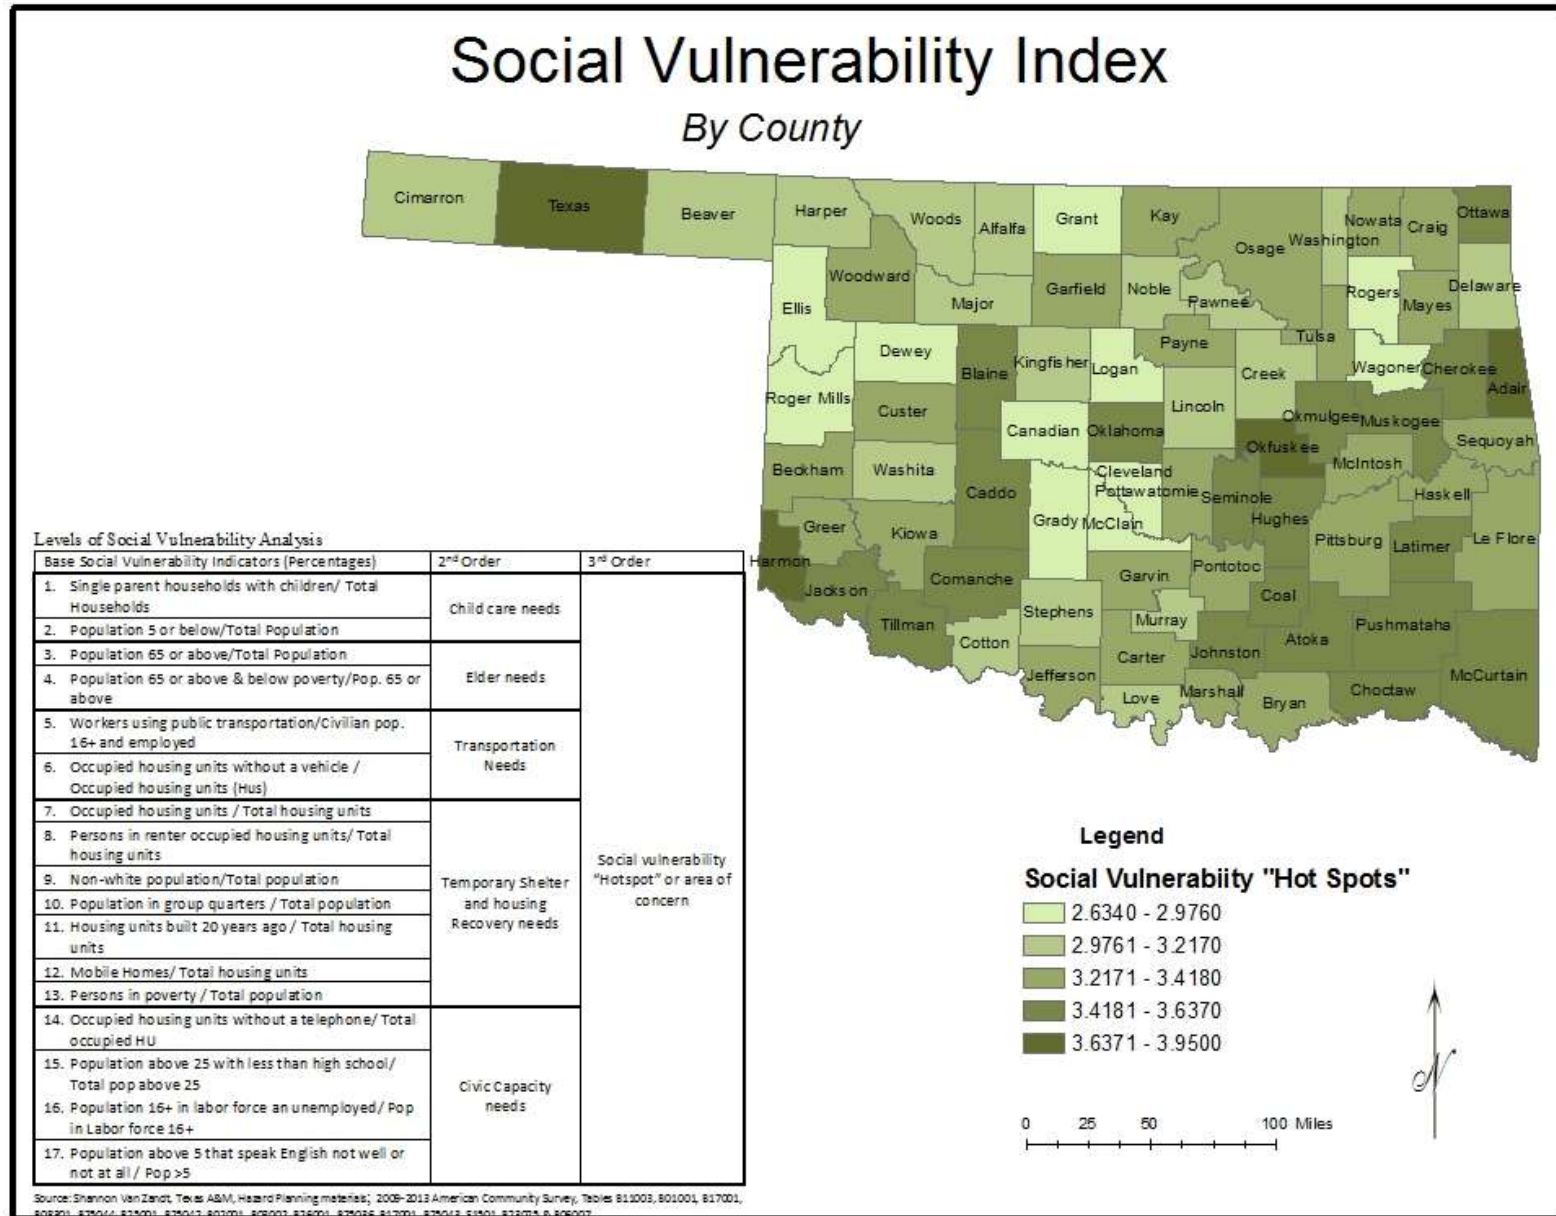 Social Vulnerability Index
By County
Cimarron
Texas
Beaver
Harper
Woods
Alfalfa
Grant
Kay
Osage
Washington
Nowata
Craig
Ottawa
Ellis
Woodward
Major
Garfield
Noble
Pawnee
Rogers
Mayes
Delaware
Dewey
Blaine
Kingfisher
Logan
Payne
Creek
Tulsa
Wagoner
Cherokee
Adair
Roger Mills
Custer
Canadian
Oklahoma
Lincoln
Okmulgee
Muskogee
Okfuskee
Sequoyah
Beckham
Washita
Caddo
Cleveland
Pottawatomie
Seminole
McIntosh
Haskell
Greer
Kiowa
Grady
McClain
Hughes
Pittsburg
Latimer
Le Flore
Harmon
Jackson
Comanche
Garvin
Pontotoc
Coal
Tillman
Stephens
Murray
Atoka
Pushmataha
Cotton
Carter
Johnston
McCurtain
Jefferson
Love
Marshall
Bryan
Choctaw
Levels of Social Vulnerability Analysis
Base Social Vulnerability Indicators (Percentages)
2nd Order
3rd Order
1. Single parent households with children/ Total
Households
2. Population 5 or below/Total Population
Child care needs
3. Population 65 or above/Total Population
4. Population 65 or above & below poverty/Pop. 65 or
above
Elder needs
5. Workers using public transportation/Civilian pop.
16+ and employed
6. Occupied housing units without a vehicle /
Occupied housing units (Hus)
Transportation
Needs
7. Occupied housing units / Total housing units
8. Persons in renter occupied housing units/ Total
housing units
9. Non-white population/Total population
10. Population in group quarters / Total population
11. Housing units built 20 years ago / Total housing
units
12. Mobile Homes/ Total housing units
13. Persons in poverty / Total population
Temporary Shelter
and housing
Recovery needs
14. Occupied housing units without a telephone/ Total
occupied HU
15. Population above 25 with less than high school/
Total pop above 25
16. Population 16+ in labor force an unemployed/ Pop
in Labor force 16+
17. Population above 5 that speak English not well or
not at all / Pop >5
Civic Capacity
needs
Social vulnerability
"Hotspot" or area of
concern
Source: Shannon Van Zandt, Texas A&M, Hazard Planning materials; 2009-2013 American Community Survey, Tables B11003, B01001, B17001,
Legend
Social Vulnerabiity "Hot Spots"
2.6340 - 2.9760
2.9761 - 3.2170
3.2171 - 3.4180
3.4181 - 3.6370
3.6371 - 3.9500
0 25 50 100 Miles
N